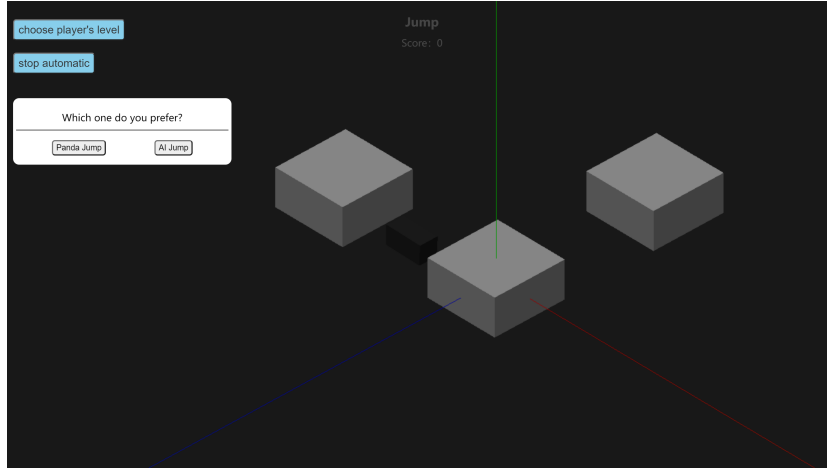 choose player's level
Jump
Score: 0
stop automatic
Which one do you prefer?
Panda Jump
AI Jump